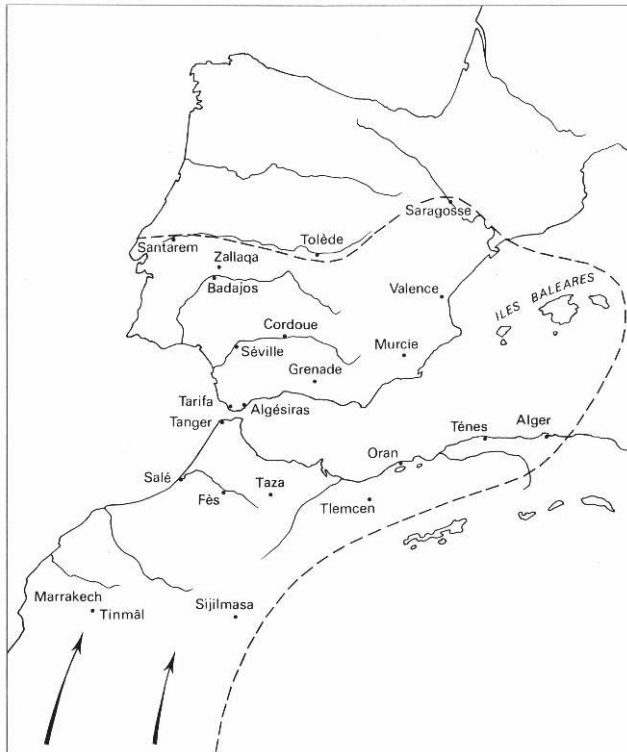 Saragosse
Santarem
Tolède
Zallaqa
Badajos
Valence
ILES BALEARES
Cordoue
Séville
Murcie
Grenade
Tarifa
Algésiras
Tanger
Ténes
Alger
Oran
Salé
Fès
Taza
Tlemcen
Marrakech
Tinmâl
Sijilmasa